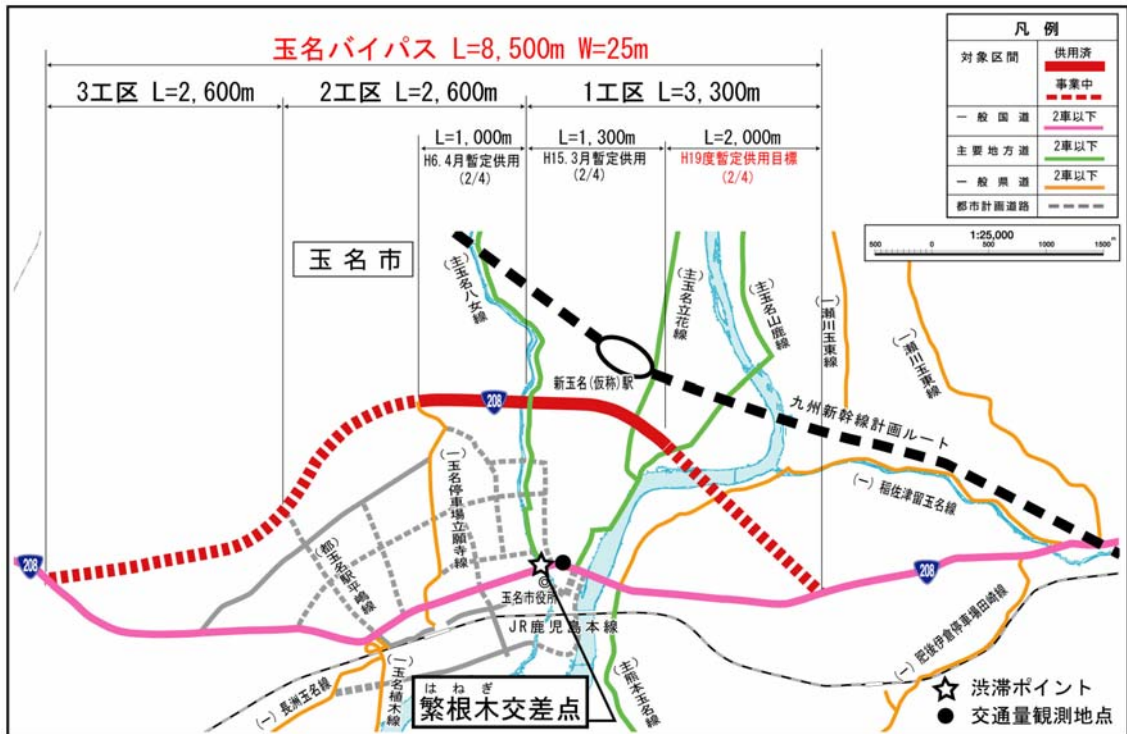 玉名バイパス L=8,500m W=25m
3工区 L=2,600m
2工区 L=2,600m
1工区 L=3,300m
L=1,000m
H6.4月暫定供用
(2/4)
L=1,300m
H15.3月暫定供用
(2/4)
L=2,000m
H19度暫定供用目標
(2/4)
凡例
対象区間
供用済
事業中
一般国道
2車以下
主要地方道
2車以下
一般県道
2車以下
都市計画道路
1:25,000
500
0
500
1000
1500
m
玉名市
(主)玉名八女線
(主)玉名立花線
(主)玉名山鹿線
(一)瀬川玉東線
(一)瀬川玉東線
新玉名(仮称)駅
九州新幹線計画ルート
208
(一)玉名停車場立願寺線
(都)玉名駅平嶋線
(一)稲佐津留玉名線
208
208
玉名市役所
JR鹿児島本線
(一)長洲玉名線
(一)玉名植木線
(主)熊本玉名線
(一)肥後伊倉停車場田崎線
はねぎ
繁根木交差点
渋滞ポイント
交通量観測地点